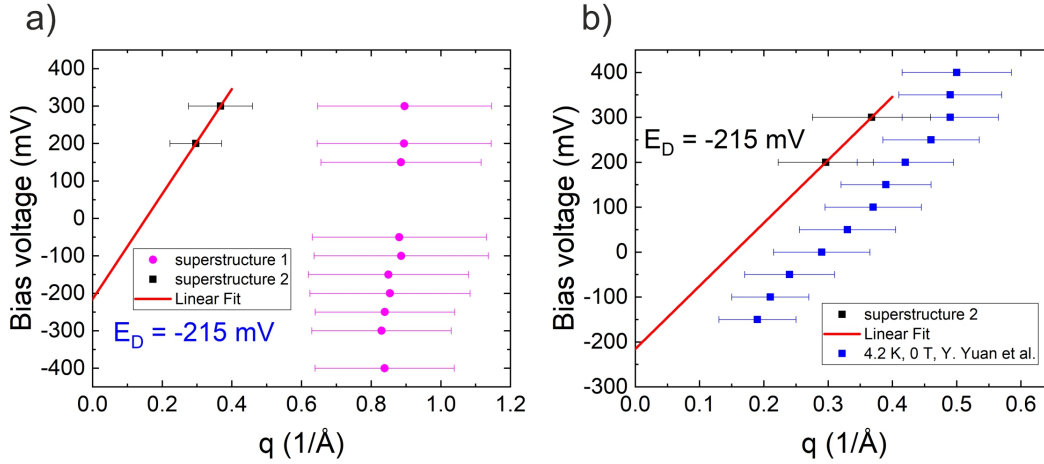 a)
Bias voltage (mV)
400
300
200
100
0
-100
-200
-300
-400
superstructure 1
superstructure 2
Linear Fit
E_D = -215 mV
0.0 0.2 0.4 0.6 0.8 1.0 1.2
q (1/Å)
b)
Bias voltage (mV)
400
300
200
100
0
-100
-200
-300
E_D = -215 mV
superstructure 2
Linear Fit
4.2 K, 0 T, Y. Yuan et al.
0.0 0.1 0.2 0.3 0.4 0.5 0.6
q (1/Å)